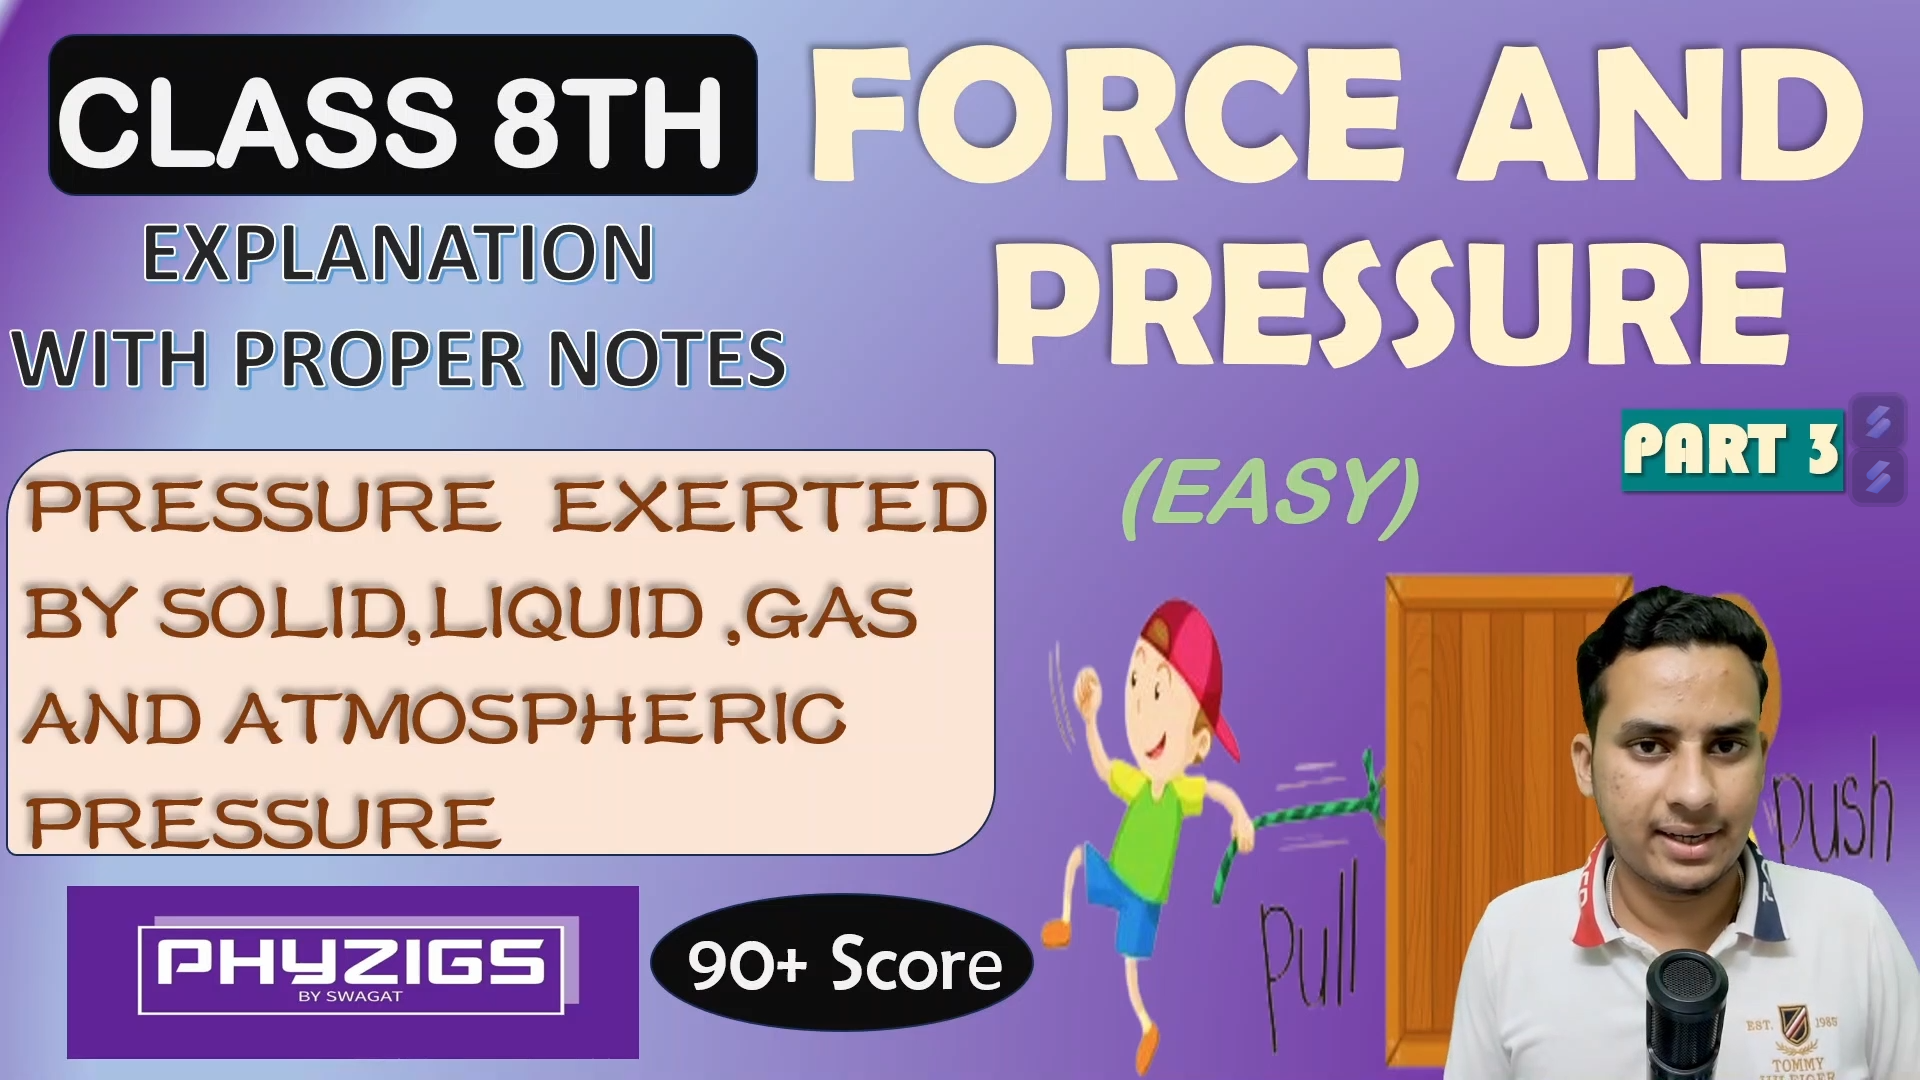 CLASS 8TH
EXPLANATION
WITH PROPER NOTES
FORCE AND
PRESSURE
PART 3
(EASY)
PRESSURE EXERTED
BY SOLID,LIQUID ,GAS
AND ATMOSPHERIC
PRESSURE
pull
push
PHYZIGS
BY SWAGAT
90+ Score
EST. 1985
TOMMY
HILFIGER